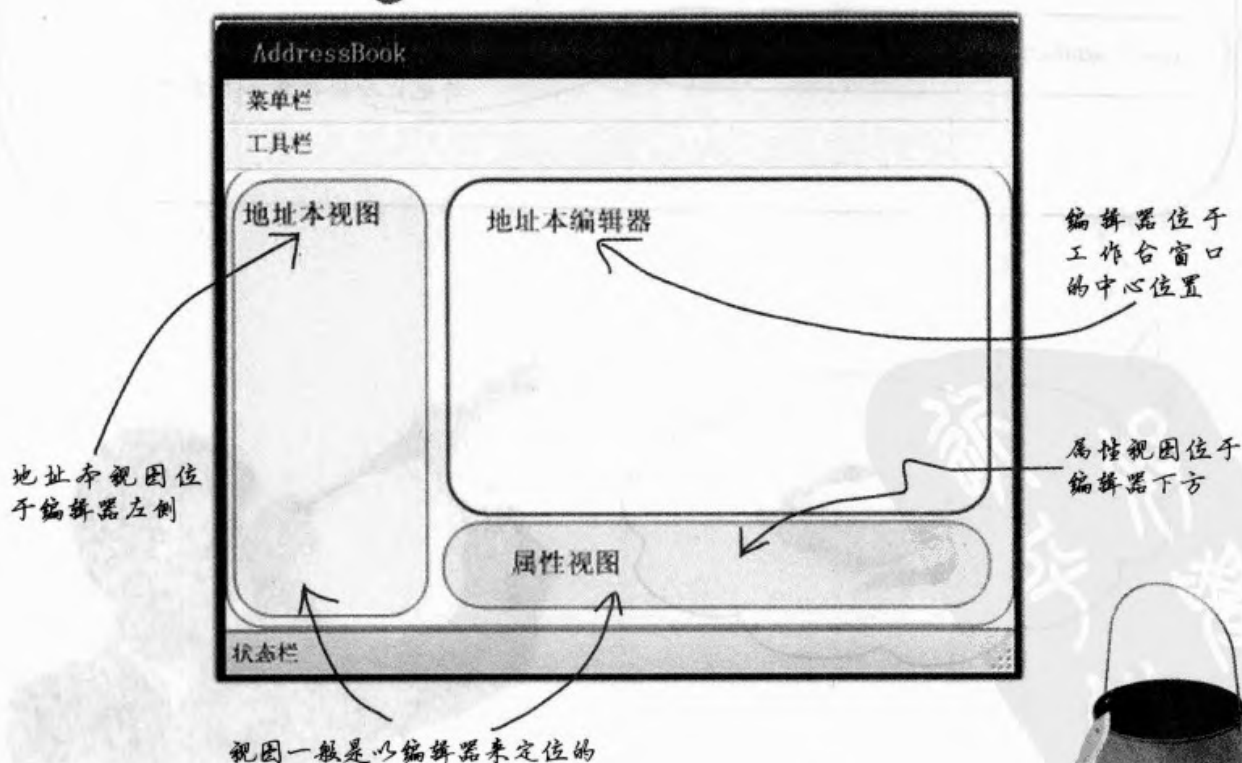 AddressBook
菜单栏
工具栏
地址本视图
地址本编辑器
编辑器位于
工作台窗口
的中心位置
属性视图位于
编辑器下方
地址本视图位
于编辑器左侧
属性视图
状态栏
视图一般是以编辑器来定位的